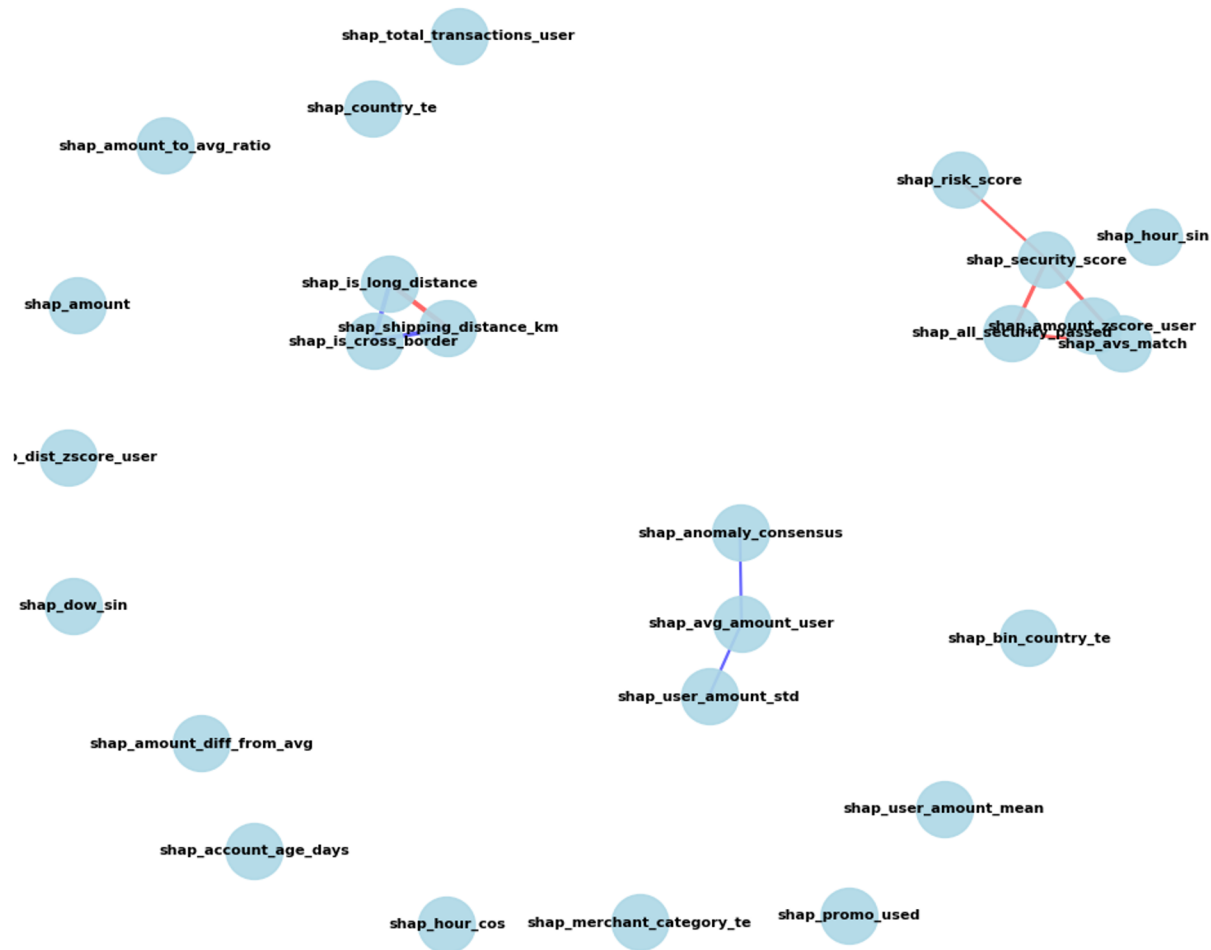 shap_total_transactions_user
shap_country_te
shap_amount_to_avg_ratio
shap_risk_score
shap_hour_sin
shap_security_score
shap_is_long_distance
shap_amount
shap_shipping_distance_km
shap_is_cross_border
shap_amount_zscore_user
shap_all_security_passed
shap_avs_match
p_dist_zscore_user
shap_anomaly_consensus
shap_dow_sin
shap_avg_amount_user
shap_bin_country_te
shap_user_amount_std
shap_amount_diff_from_avg
shap_user_amount_mean
shap_account_age_days
shap_promo_used
shap_hour_cos
shap_merchant_category_te